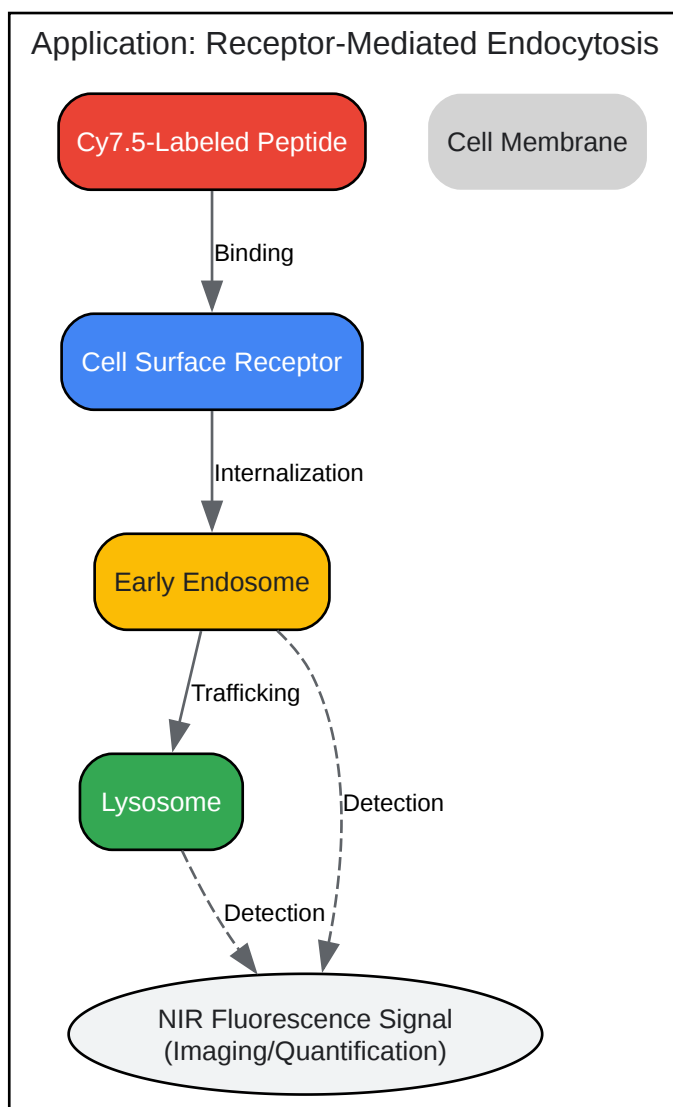 Application: Receptor-Mediated Endocytosis
Cy7.5-Labeled Peptide
Cell Membrane
Binding
Cell Surface Receptor
Internalization
Early Endosome
Trafficking
Lysosome
Detection
Detection
NIR Fluorescence Signal
(Imaging/Quantification)